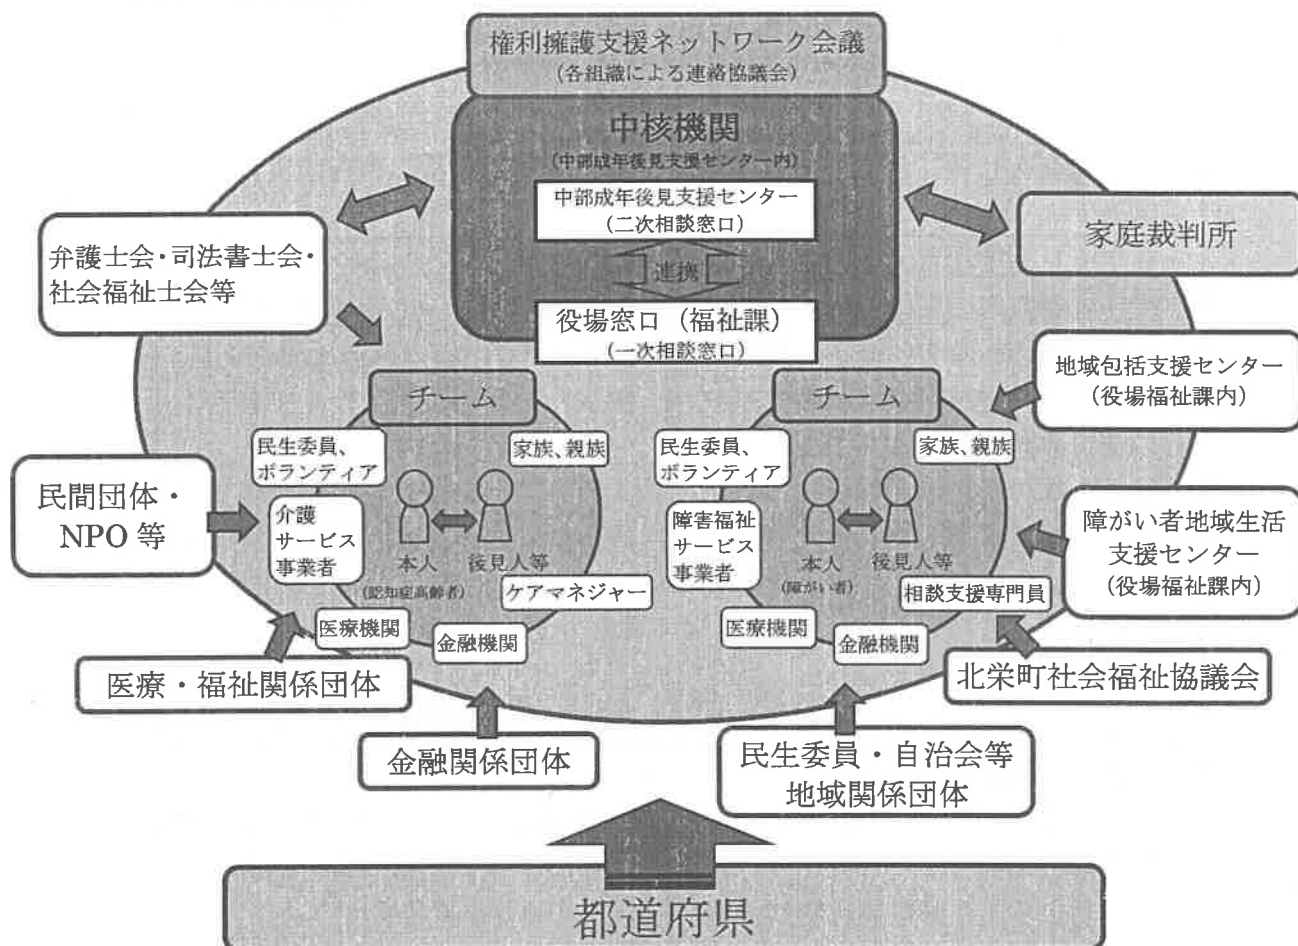 権利擁護支援ネットワーク会議
(各組織による連絡協議会)
中核機関
(中部成年後見支援センター内)
中部成年後見支援センター
(二次相談窓口)
連携
役場窓口（福祉課）
(一次相談窓口)
弁護士会・司法書士会・
社会福祉士会等
家庭裁判所
地域包括支援センター
(役場福祉課内)
チーム
民生委員、
ボランティア
家族、親族
介護
サービス
事業者
本人
(認知症高齢者)
後見人等
ケアマネジャー
医療機関
金融機関
チーム
民生委員、
ボランティア
家族、親族
障害福祉
サービス
事業者
本人
(障がい者)
後見人等
相談支援専門員
医療機関
金融機関
民間団体・
NPO 等
障がい者地域生活
支援センター
(役場福祉課内)
医療・福祉関係団体
北栄町社会福祉協議会
金融関係団体
民生委員・自治会等
地域関係団体
都道府県